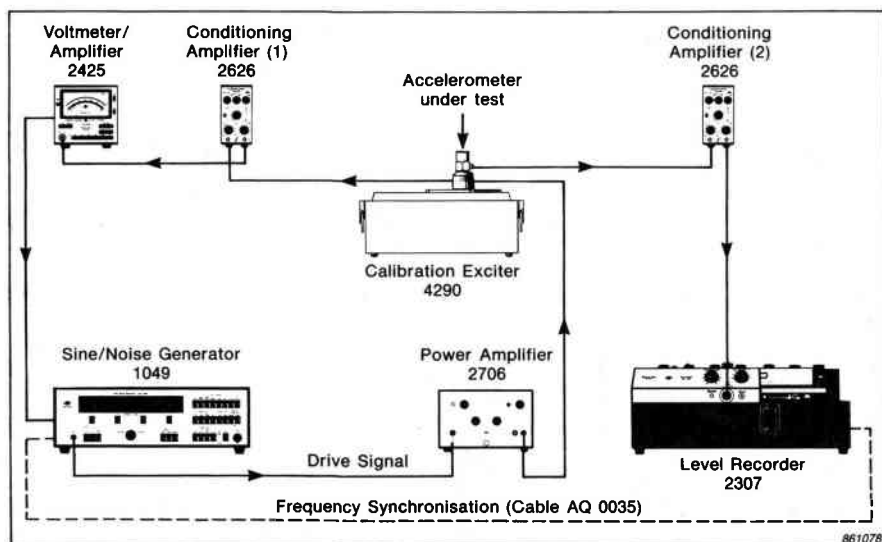 Voltmeter/
Amplifier
2425
Conditioning
Amplifier (1)
2626
Accelerometer
under test
Conditioning
Amplifier (2)
2626
Calibration Exciter
4290
Sine/Noise Generator
1049
Power Amplifier
2706
Drive Signal
Level Recorder
2307
Frequency Synchronisation (Cable AQ 0035)
861078